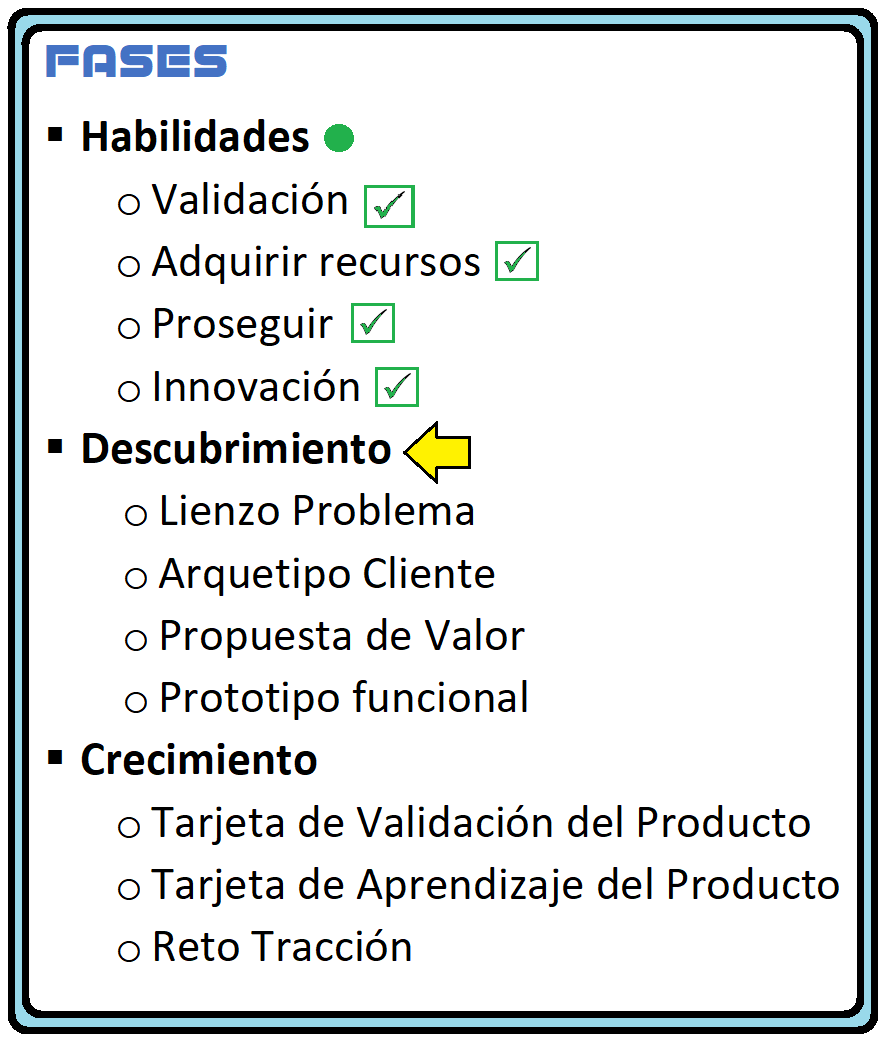 FASES
Habilidades
Validación
Adquirir recursos
Proseguir
Innovación
Descubrimiento
Lienzo Problema
Arquetipo Cliente
Propuesta de Valor
Prototipo funcional
Crecimiento
Tarjeta de Validación del Producto
Tarjeta de Aprendizaje del Producto
Reto Tracción